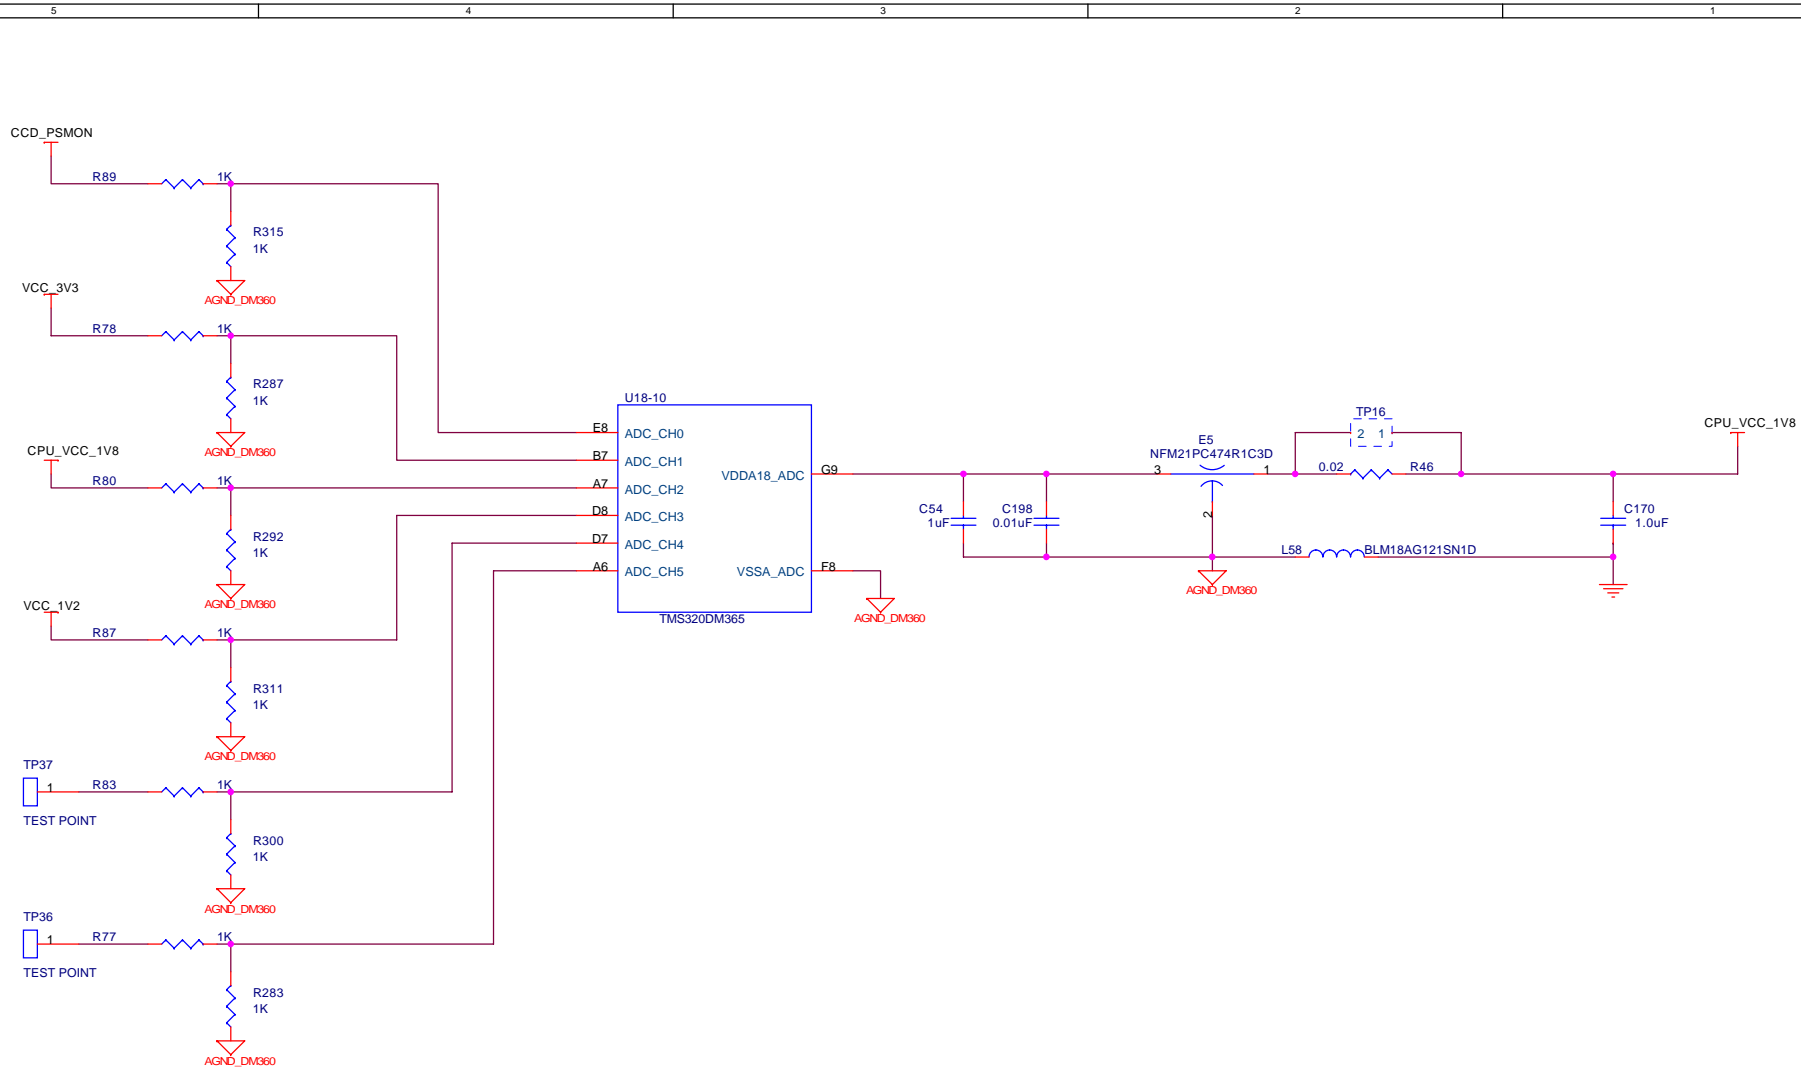 5 4 3 2 1
CCD_PSMON
R89 1K
R315
1K
AGND_DM360
VCC_3V3
R78 1K
R287
1K
AGND_DM360
CPU_VCC_1V8
R80 1K
R292
1K
AGND_DM360
VCC_1V2
R87 1K
R311
1K
AGND_DM360
TP37
1 R83 1K
TEST POINT
R300
1K
AGND_DM360
TP36
1 R77 1K
TEST POINT
R283
1K
AGND_DM360
U18-10
E8 ADC_CH0
B7 ADC_CH1
A7 ADC_CH2
D8 ADC_CH3
D7 ADC_CH4
A6 ADC_CH5
VDDA18_ADC G9
VSSA_ADC F8
TMS320DM365
AGND_DM360
C54
1uF
C198
0.01uF
E5
NFM21PC474R1C3D
3 1
2
AGND_DM360
TP16
2 1
0.02 R46
L58 BLM18AG121SN1D
CPU_VCC_1V8
C170
1.0uF